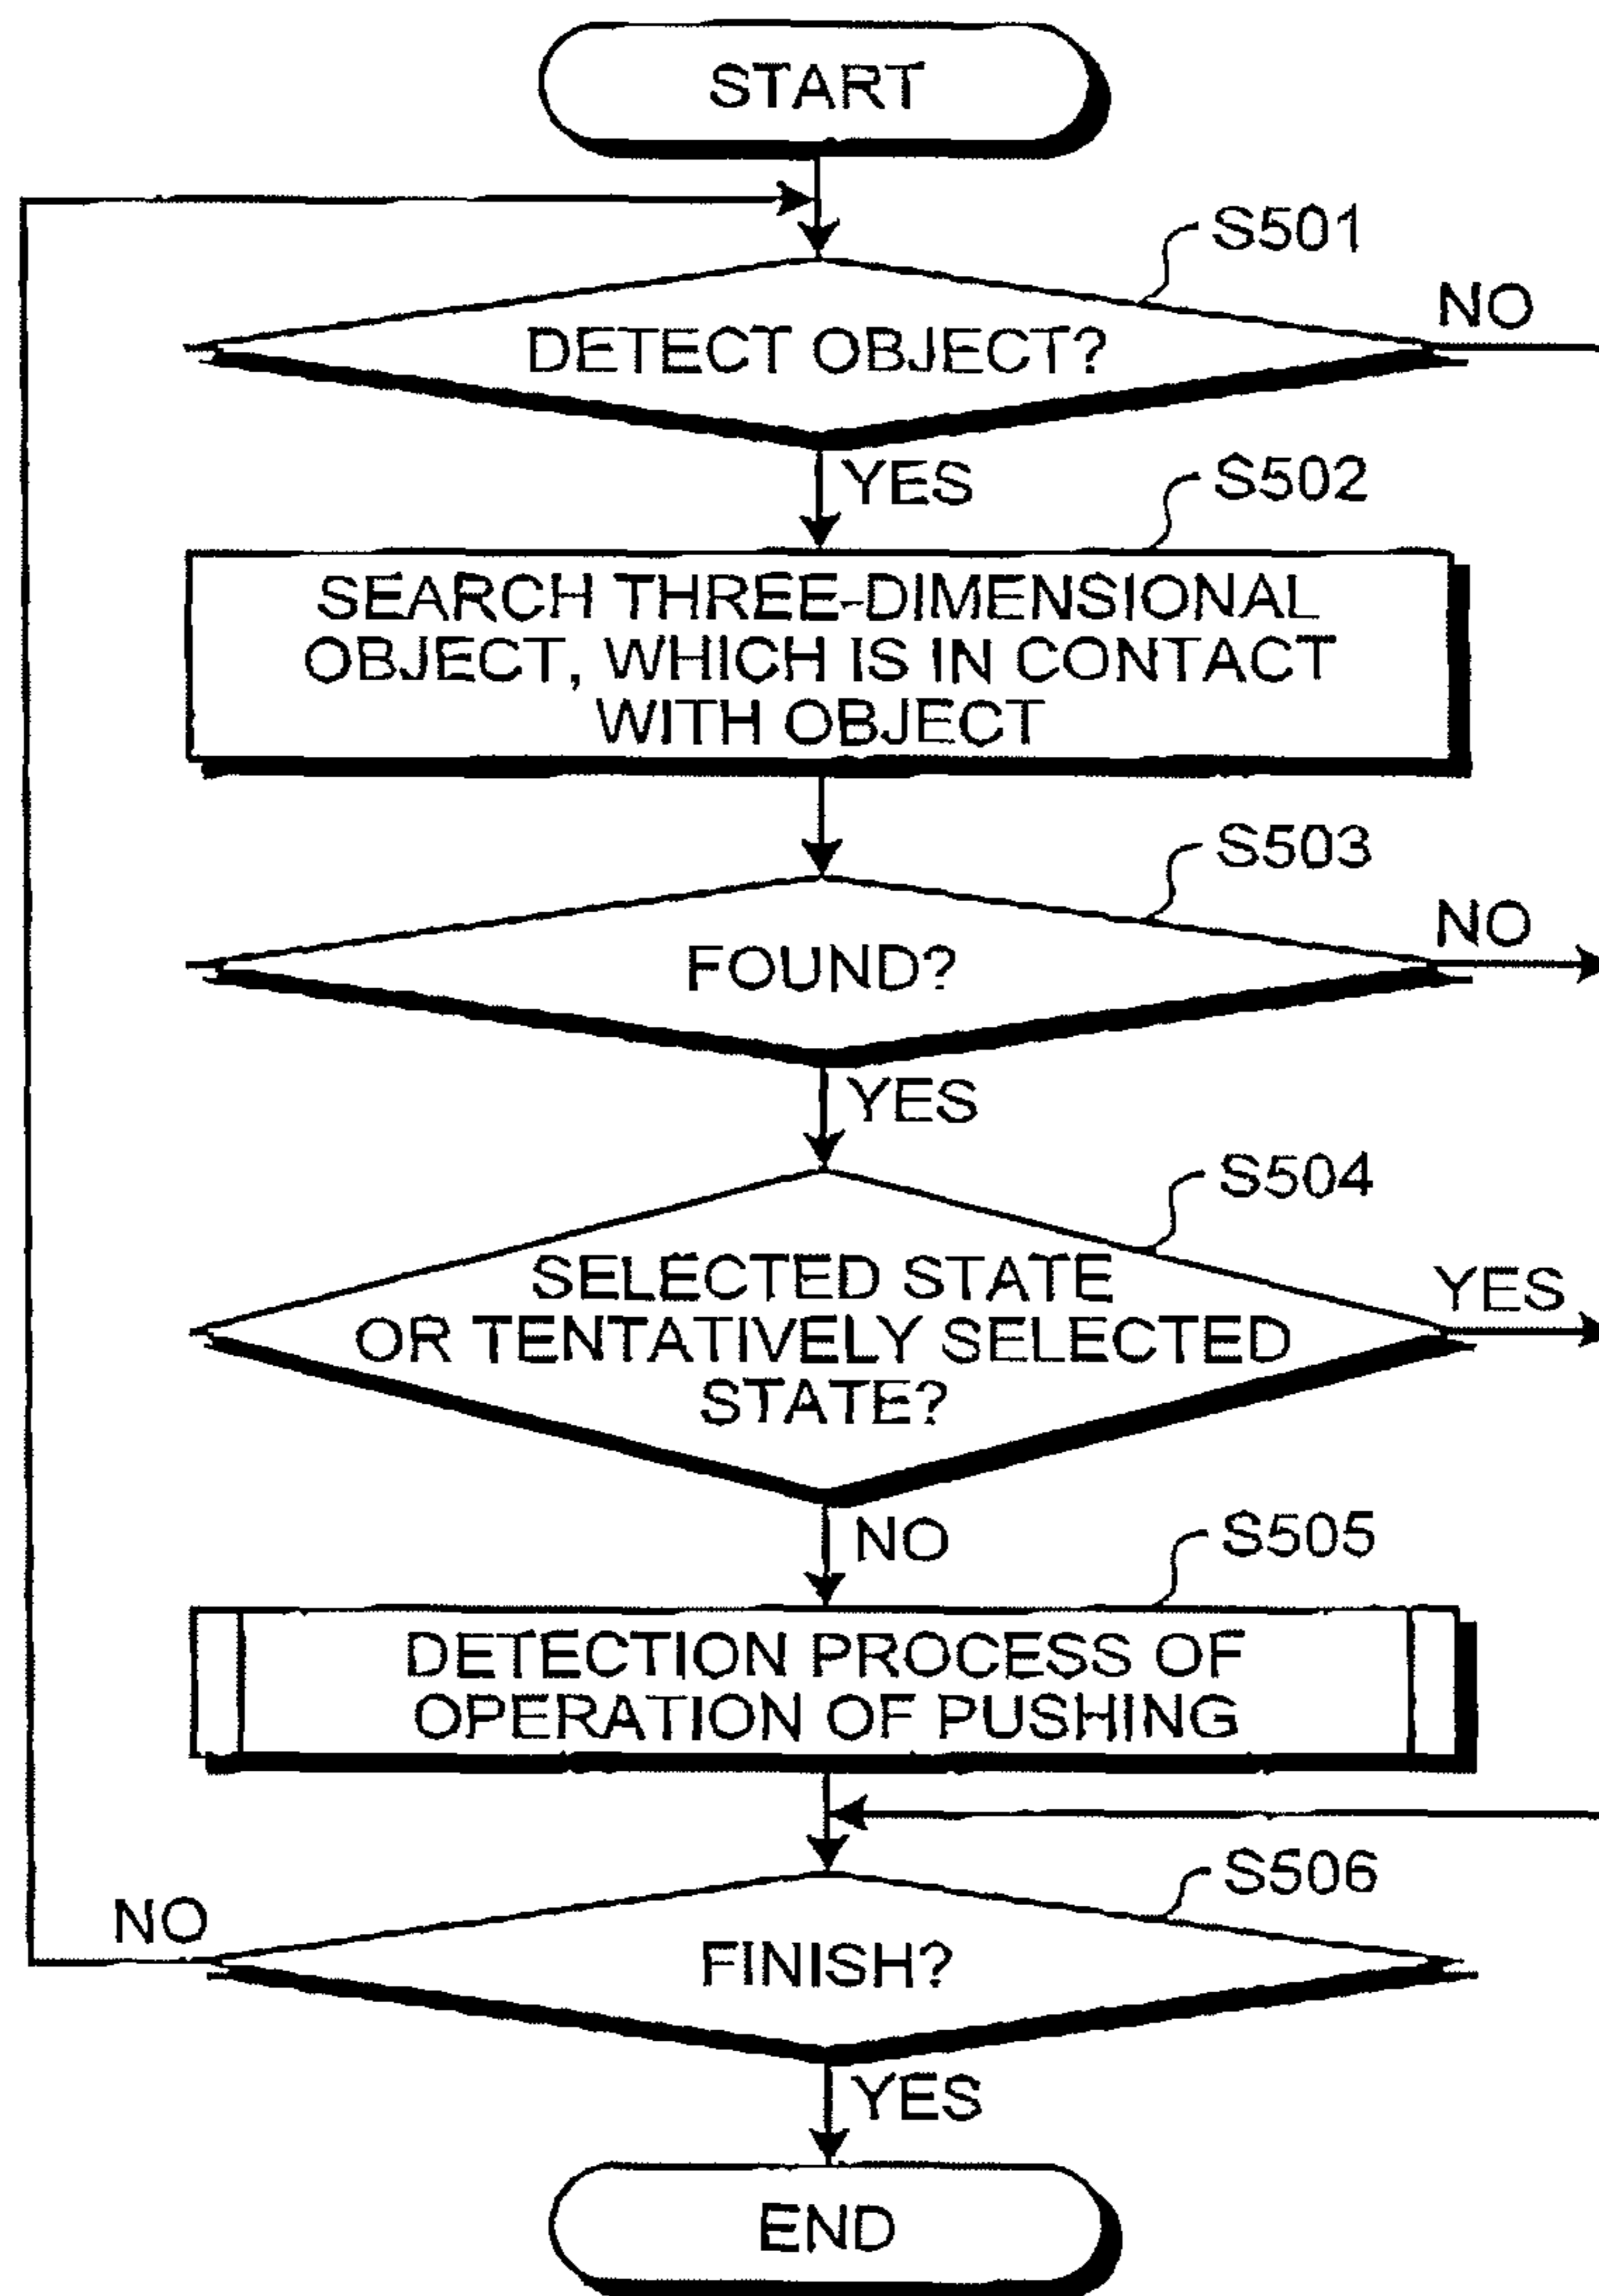 START
S501
DETECT OBJECT?
NO
YES
S502
SEARCH THREE-DIMENSIONAL
OBJECT, WHICH IS IN CONTACT
WITH OBJECT
S503
FOUND?
NO
YES
S504
SELECTED STATE
OR TENTATIVELY SELECTED
STATE?
YES
NO
S505
DETECTION PROCESS OF
OPERATION OF PUSHING
S506
FINISH?
NO
YES
END